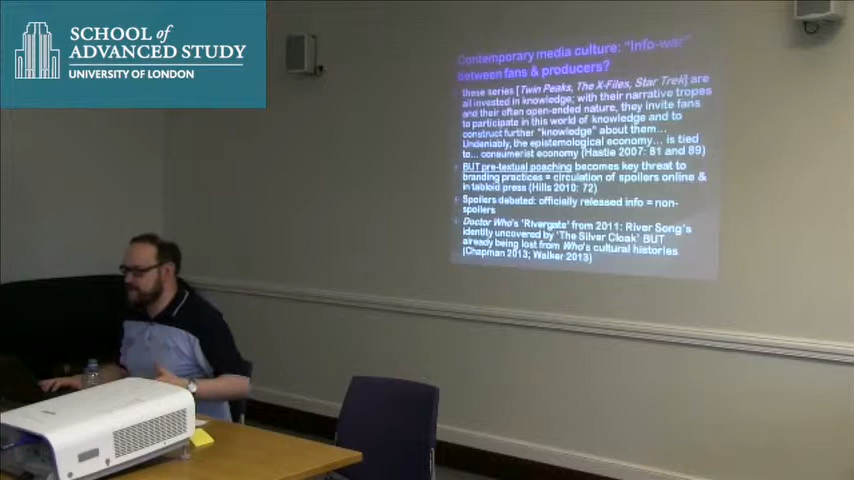 SCHOOL of
ADVANCED STUDY
UNIVERSITY OF LONDON
Contemporary media culture: "Info-war"
between fans & producers?
These series [Twin Peaks, The X-Files, Star Trek] are
all invested in knowledge; with their narrative tropes
and their often open-ended nature, they invite fans
to participate in this world of knowledge and to
construct further "knowledge" about them...
Undeniably, the epistemological economy... is tied
to... consumerist economy (Hastie 2007: 81 and 89)
BUT pre-textual poaching becomes key threat to
branding practices = circulation of spoilers online &
in tabloid press (Hills 2010: 72)
Spoilers debated: officially released info = non-
spoilers
Doctor Who's 'Rivergate' from 2011: River Song's
identity uncovered by 'The Silver Cloak' BUT
already being lost from Who's cultural histories
(Chapman 2013; Walker 2013)